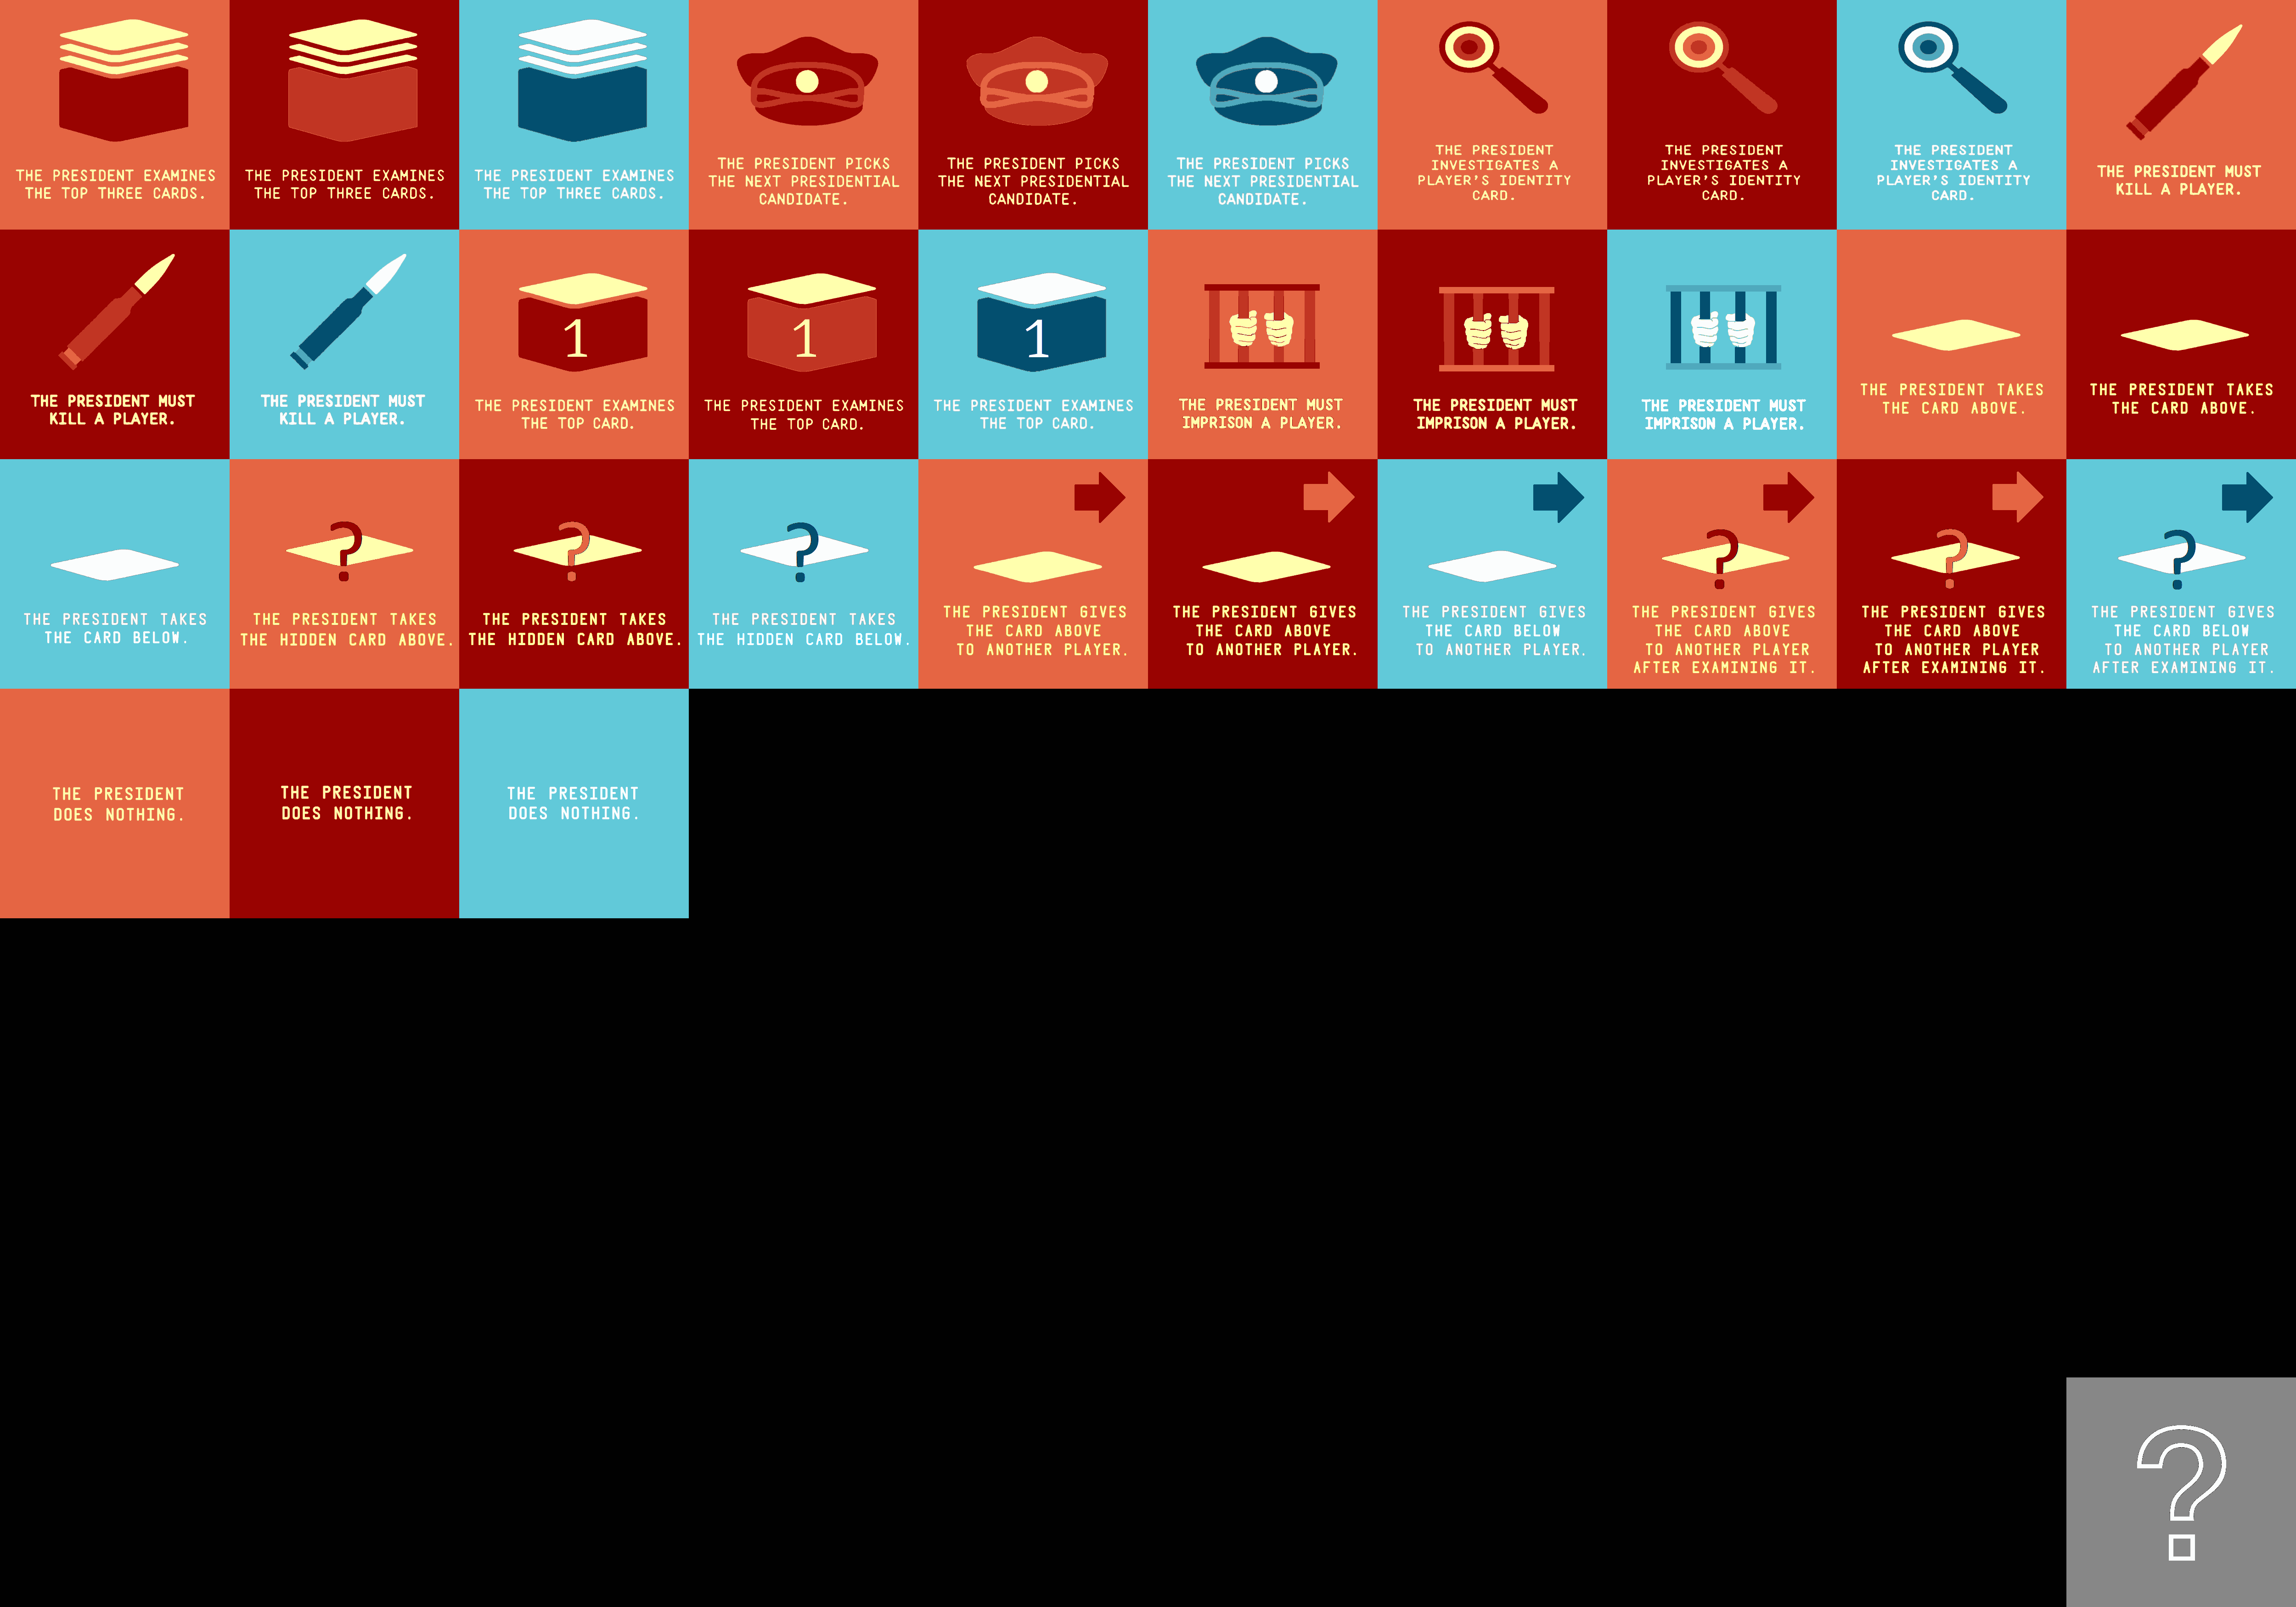 THE PRESIDENT EXAMINES
THE TOP THREE CARDS.
THE PRESIDENT EXAMINES
THE TOP THREE CARDS.
THE PRESIDENT EXAMINES
THE TOP THREE CARDS.
THE PRESIDENT PICKS
THE NEXT PRESIDENTIAL
CANDIDATE.
THE PRESIDENT PICKS
THE NEXT PRESIDENTIAL
CANDIDATE.
THE PRESIDENT PICKS
THE NEXT PRESIDENTIAL
CANDIDATE.
THE PRESIDENT
INVESTIGATES A
PLAYER'S IDENTITY
CARD.
THE PRESIDENT
INVESTIGATES A
PLAYER'S IDENTITY
CARD.
THE PRESIDENT
INVESTIGATES A
PLAYER'S IDENTITY
CARD.
THE PRESIDENT MUST
KILL A PLAYER.
THE PRESIDENT MUST
KILL A PLAYER.
THE PRESIDENT MUST
KILL A PLAYER.
1
THE PRESIDENT EXAMINES
THE TOP CARD.
1
THE PRESIDENT EXAMINES
THE TOP CARD.
1
THE PRESIDENT EXAMINES
THE TOP CARD.
THE PRESIDENT MUST
IMPRISON A PLAYER.
THE PRESIDENT MUST
IMPRISON A PLAYER.
THE PRESIDENT MUST
IMPRISON A PLAYER.
THE PRESIDENT TAKES
THE CARD ABOVE.
THE PRESIDENT TAKES
THE CARD ABOVE.
THE PRESIDENT TAKES
THE CARD BELOW.
?
THE PRESIDENT TAKES
THE HIDDEN CARD ABOVE.
?
THE PRESIDENT TAKES
THE HIDDEN CARD ABOVE.
?
THE PRESIDENT TAKES
THE HIDDEN CARD BELOW.
THE PRESIDENT GIVES
THE CARD ABOVE
TO ANOTHER PLAYER.
THE PRESIDENT GIVES
THE CARD ABOVE
TO ANOTHER PLAYER.
THE PRESIDENT GIVES
THE CARD BELOW
TO ANOTHER PLAYER.
?
THE PRESIDENT GIVES
THE CARD ABOVE
TO ANOTHER PLAYER
AFTER EXAMINING IT.
?
THE PRESIDENT GIVES
THE CARD ABOVE
TO ANOTHER PLAYER
AFTER EXAMINING IT.
?
THE PRESIDENT GIVES
THE CARD BELOW
TO ANOTHER PLAYER
AFTER EXAMINING IT.
THE PRESIDENT
DOES NOTHING.
THE PRESIDENT
DOES NOTHING.
THE PRESIDENT
DOES NOTHING.
?